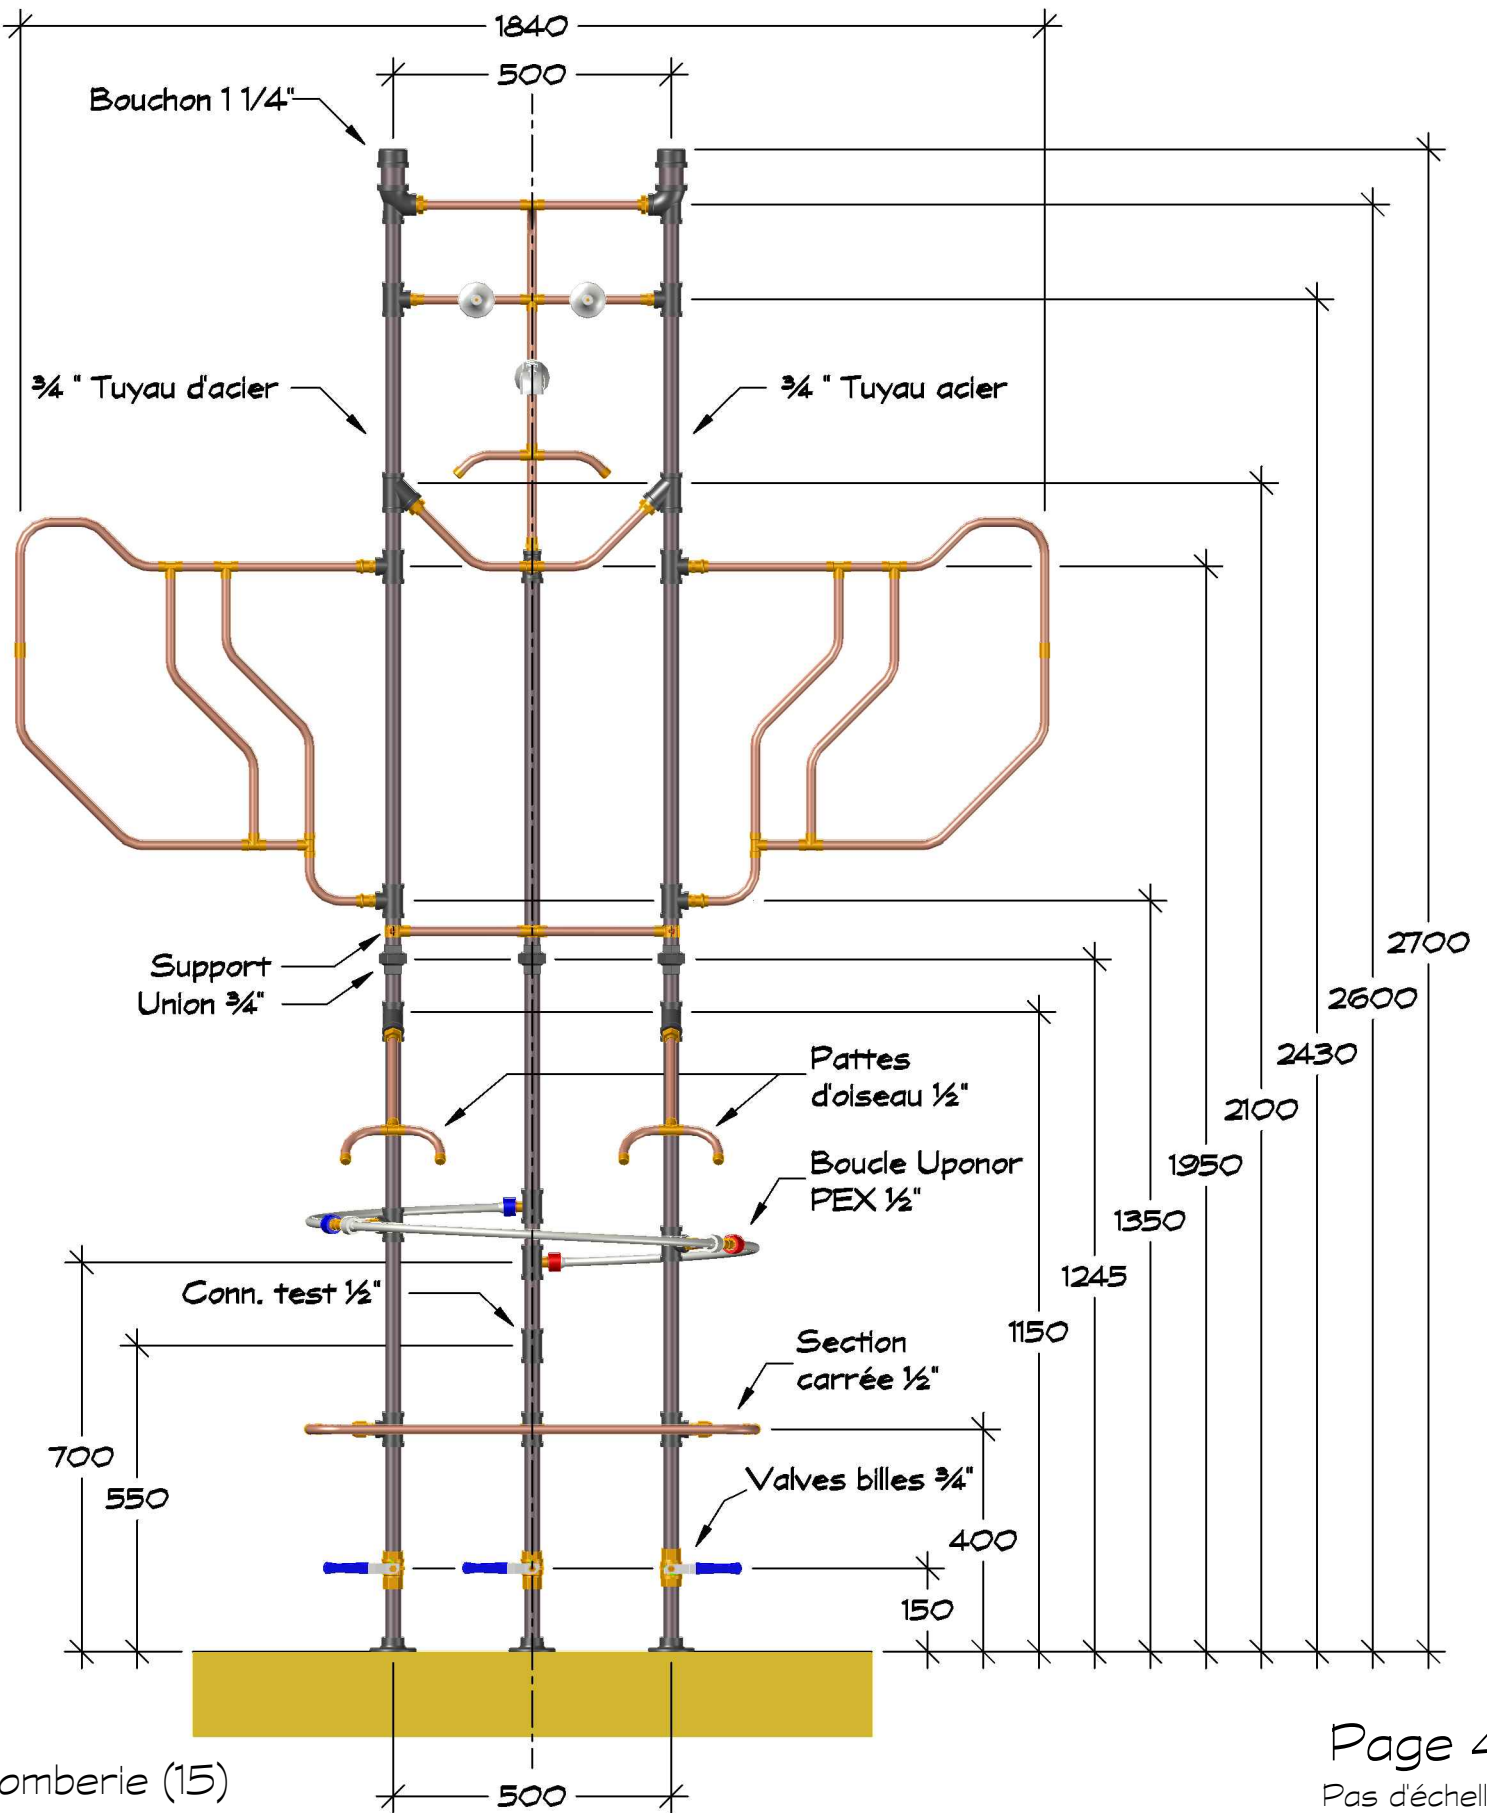 1840
500
Bouchon 1 1/4"
¾ " Tuyau d'acier
¾ " Tuyau acier
Support
Union ¾"
2700
2600
2430
2100
1950
1350
1245
1150
Pattes
d'oiseau ½"
Boucle Uponor
PEX ½"
Conn. test ½"
Section
carrée ½"
700
550
Valves billes ¾"
400
150
500
omberie (15)
Page 4
Pas d'échell